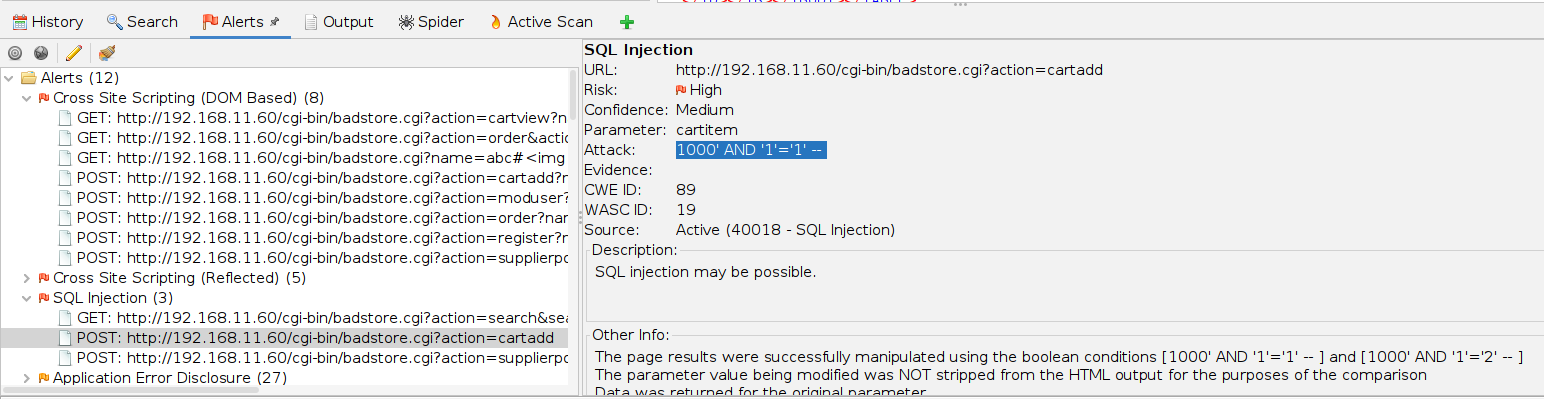 History Search Alerts Output Spider Active Scan
Alerts (12)
Cross Site Scripting (DOM Based) (8)
GET: http://192.168.11.60/cgi-bin/badstore.cgi?action=cartview?n
GET: http://192.168.11.60/cgi-bin/badstore.cgi?action=order&actic
GET: http://192.168.11.60/cgi-bin/badstore.cgi?name=abc#<img
POST: http://192.168.11.60/cgi-bin/badstore.cgi?action=cartadd?n
POST: http://192.168.11.60/cgi-bin/badstore.cgi?action=moduser?
POST: http://192.168.11.60/cgi-bin/badstore.cgi?action=order?nar
POST: http://192.168.11.60/cgi-bin/badstore.cgi?action=register?n
POST: http://192.168.11.60/cgi-bin/badstore.cgi?action=supplierpo
Cross Site Scripting (Reflected) (5)
SQL Injection (3)
GET: http://192.168.11.60/cgi-bin/badstore.cgi?action=search&sea
POST: http://192.168.11.60/cgi-bin/badstore.cgi?action=cartadd
POST: http://192.168.11.60/cgi-bin/badstore.cgi?action=supplierpo
Application Error Disclosure (27)
SQL Injection
URL: http://192.168.11.60/cgi-bin/badstore.cgi?action=cartadd
Risk: High
Confidence: Medium
Parameter: cartitem
Attack: 1000' AND '1'='1' --
Evidence:
CWE ID: 89
WASC ID: 19
Source: Active (40018 - SQL Injection)
Description:
SQL injection may be possible.
Other Info:
The page results were successfully manipulated using the boolean conditions [1000' AND '1'='1' -- ] and [1000' AND '1'='2' -- ]
The parameter value being modified was NOT stripped from the HTML output for the purposes of the comparison
Data was returned for the original parameter